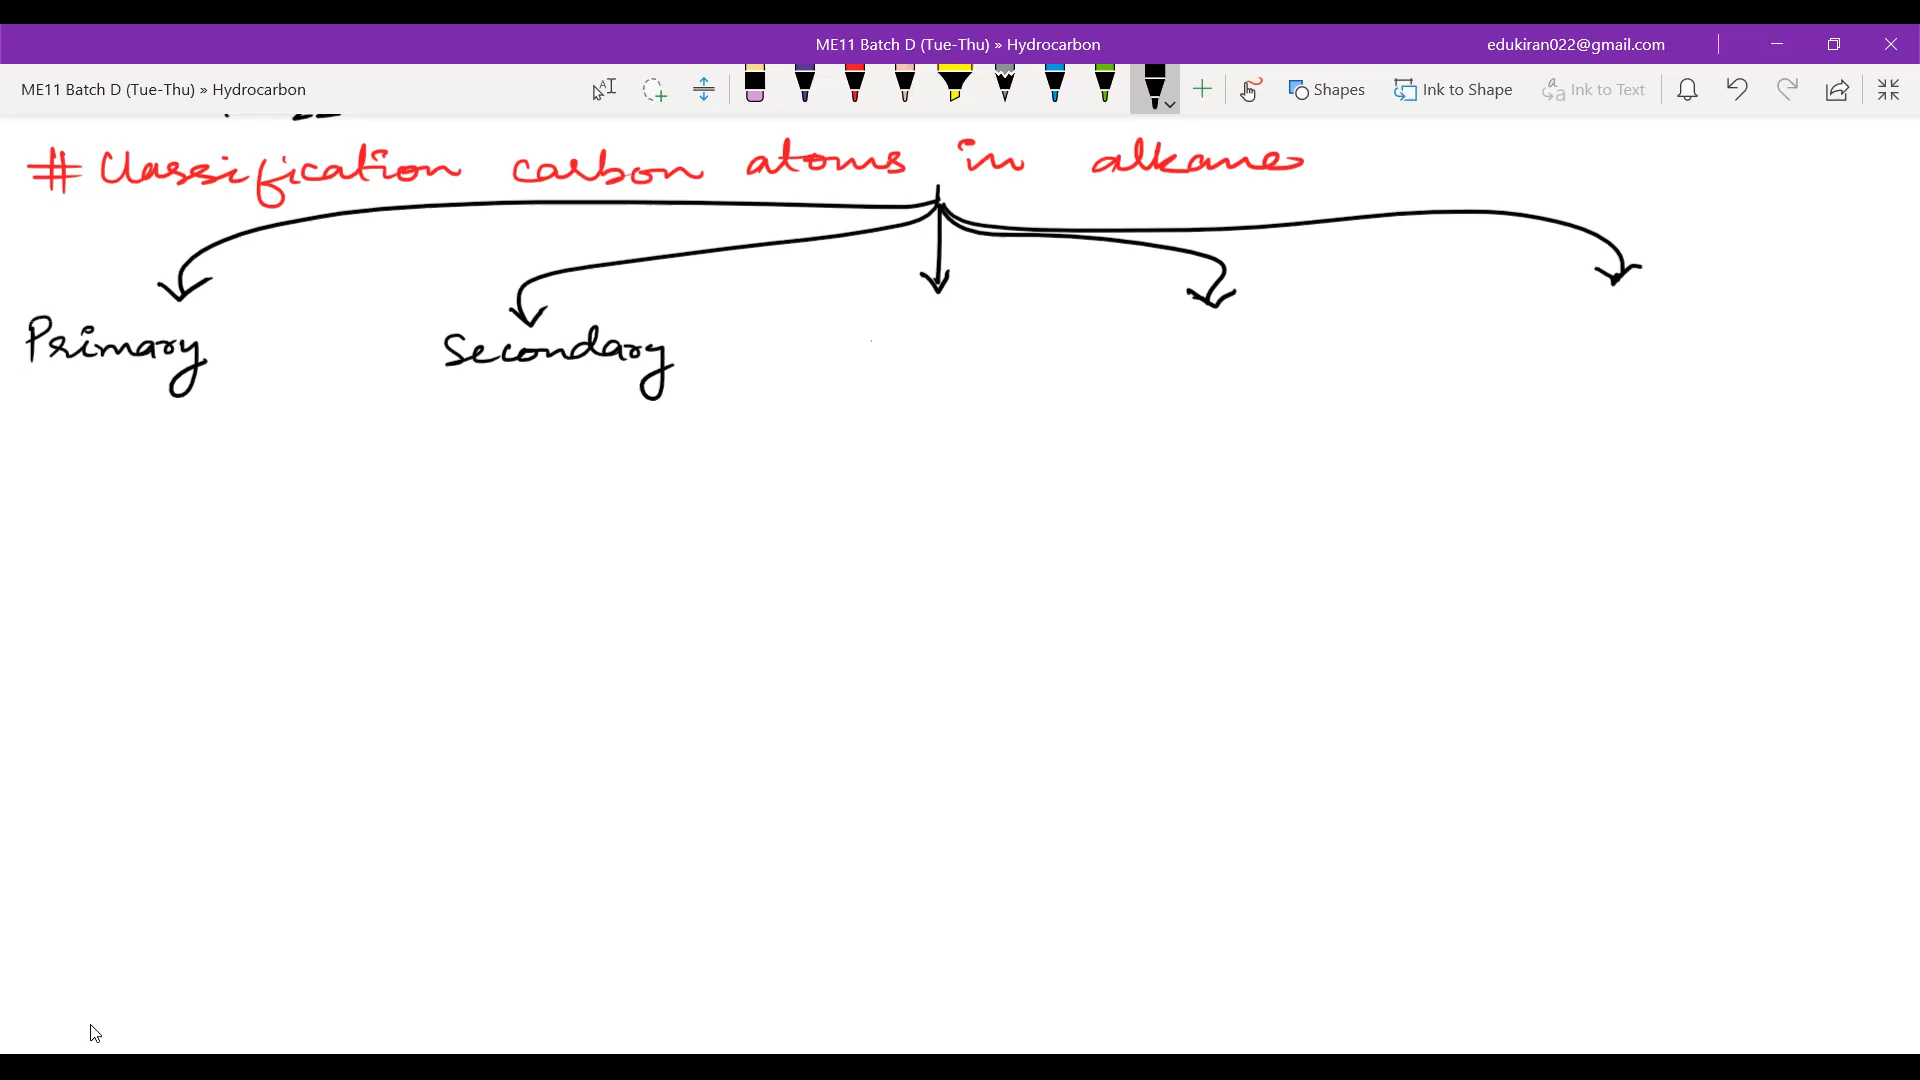 ME11 Batch D (Tue-Thu) » Hydrocarbon
edukiran022@gmail.com
ME11 Batch D (Tue-Thu) » Hydrocarbon
Shapes
Ink to Shape
Ink to Text
# Classification carbon atoms in alkane
Primary
Secondary